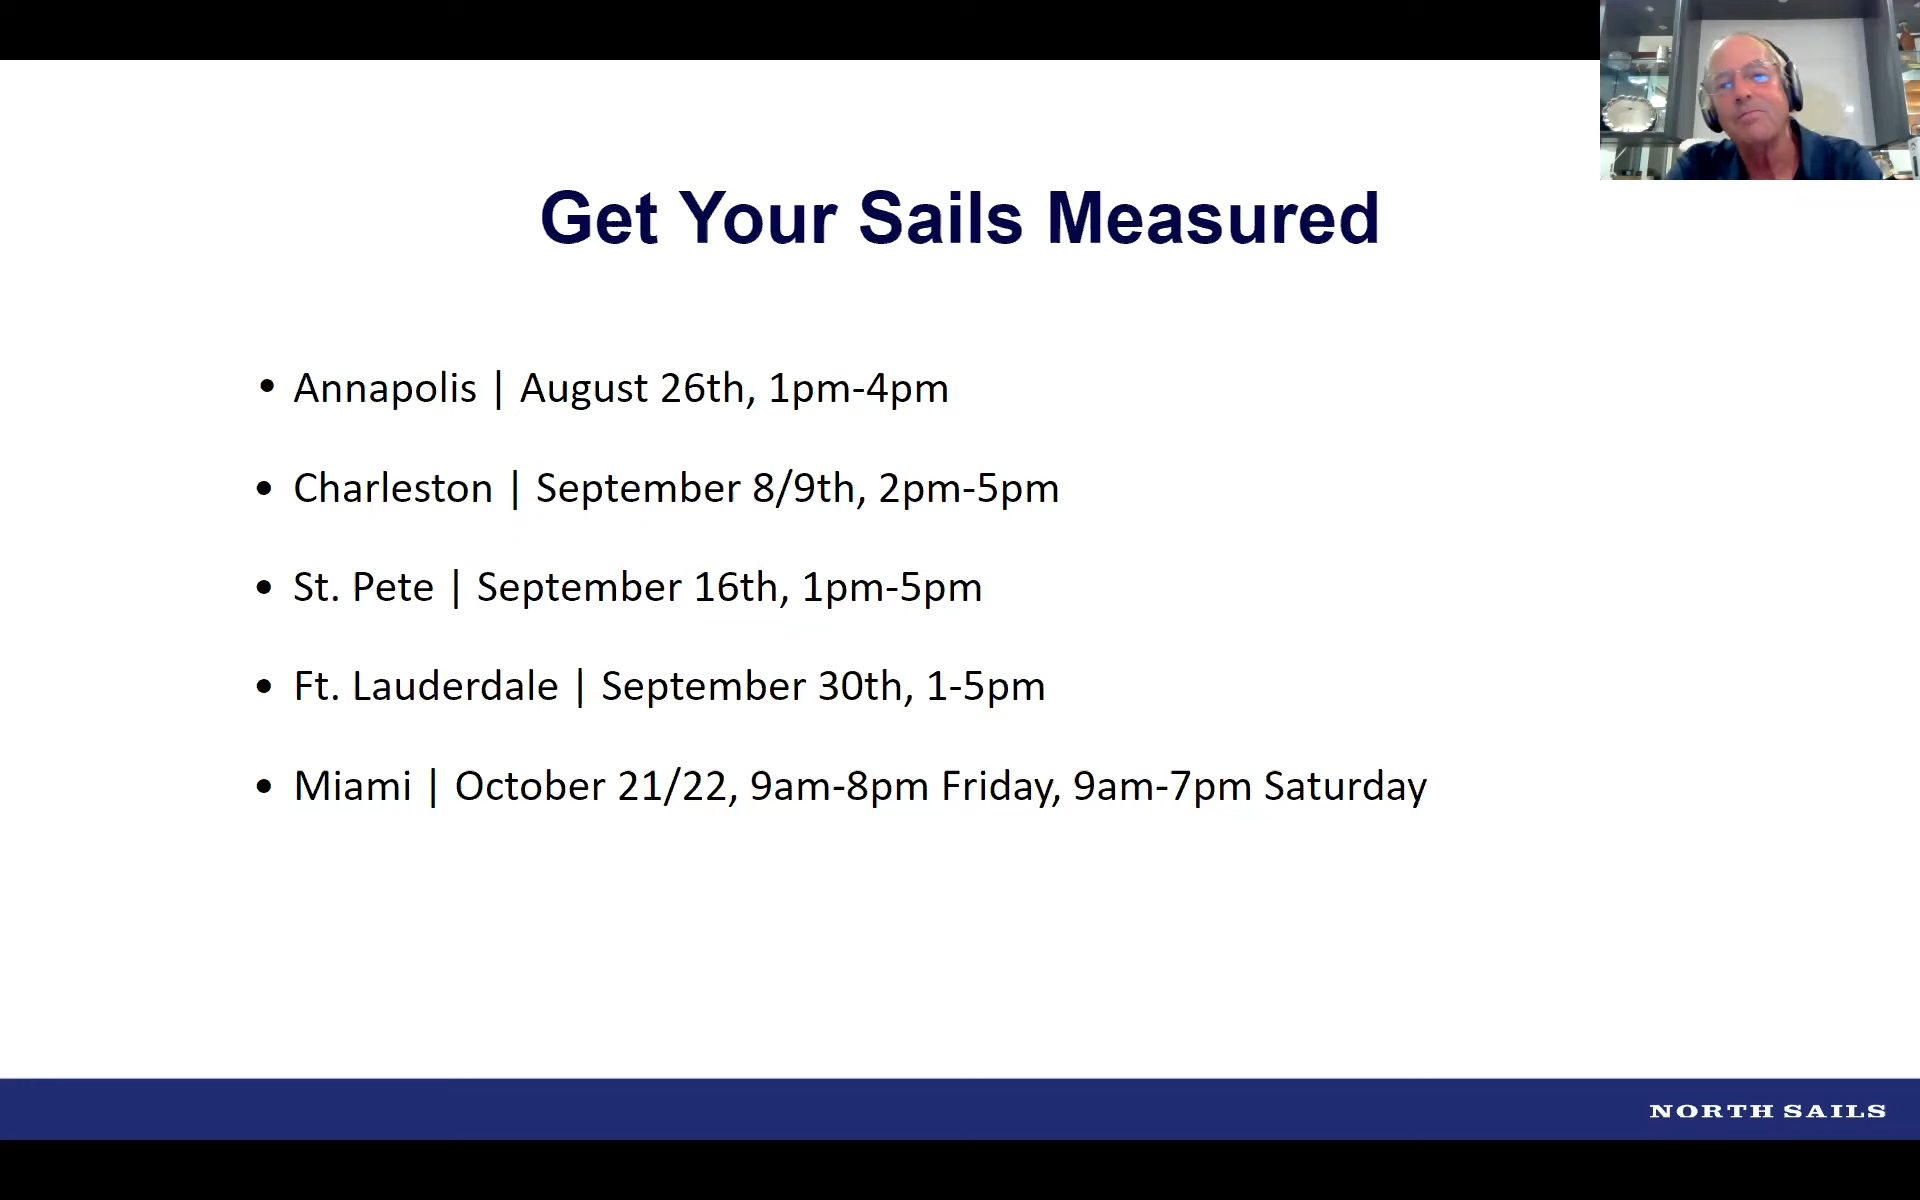 Get Your Sails Measured
• Annapolis | August 26th, 1pm-4pm
• Charleston | September 8/9th, 2pm-5pm
• St. Pete | September 16th, 1pm-5pm
• Ft. Lauderdale | September 30th, 1-5pm
• Miami | October 21/22, 9am-8pm Friday, 9am-7pm Saturday
NORTH SAILS